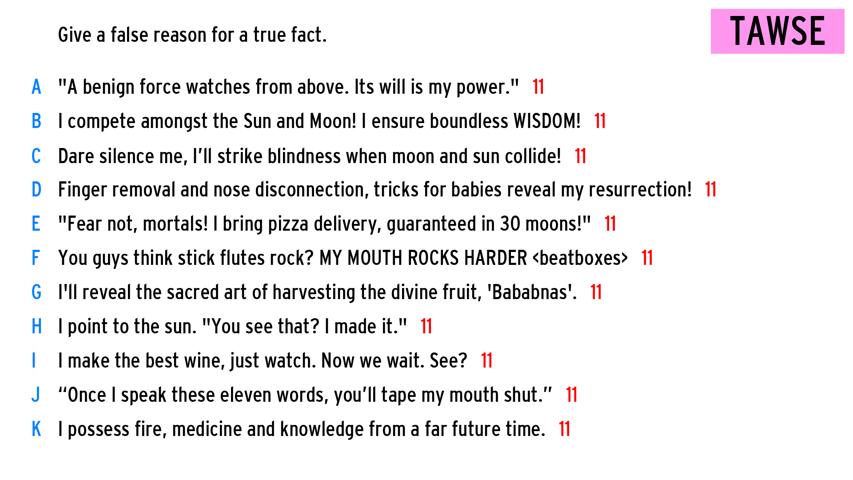 Give a false reason for a true fact.
TAWSE
A "A benign force watches from above. Its will is my power." 11
B I compete amongst the Sun and Moon! I ensure boundless WISDOM! 11
C Dare silence me, I'll strike blindness when moon and sun collide! 11
D Finger removal and nose disconnection, tricks for babies reveal my resurrection! 11
E "Fear not, mortals! I bring pizza delivery, guaranteed in 30 moons!" 11
F You guys think stick flutes rock? MY MOUTH ROCKS HARDER <beatboxes> 11
G I'll reveal the sacred art of harvesting the divine fruit, 'Bababnas'. 11
H I point to the sun. "You see that? I made it." 11
I I make the best wine, just watch. Now we wait. See? 11
J “Once I speak these eleven words, you’ll tape my mouth shut.” 11
K I possess fire, medicine and knowledge from a far future time. 11